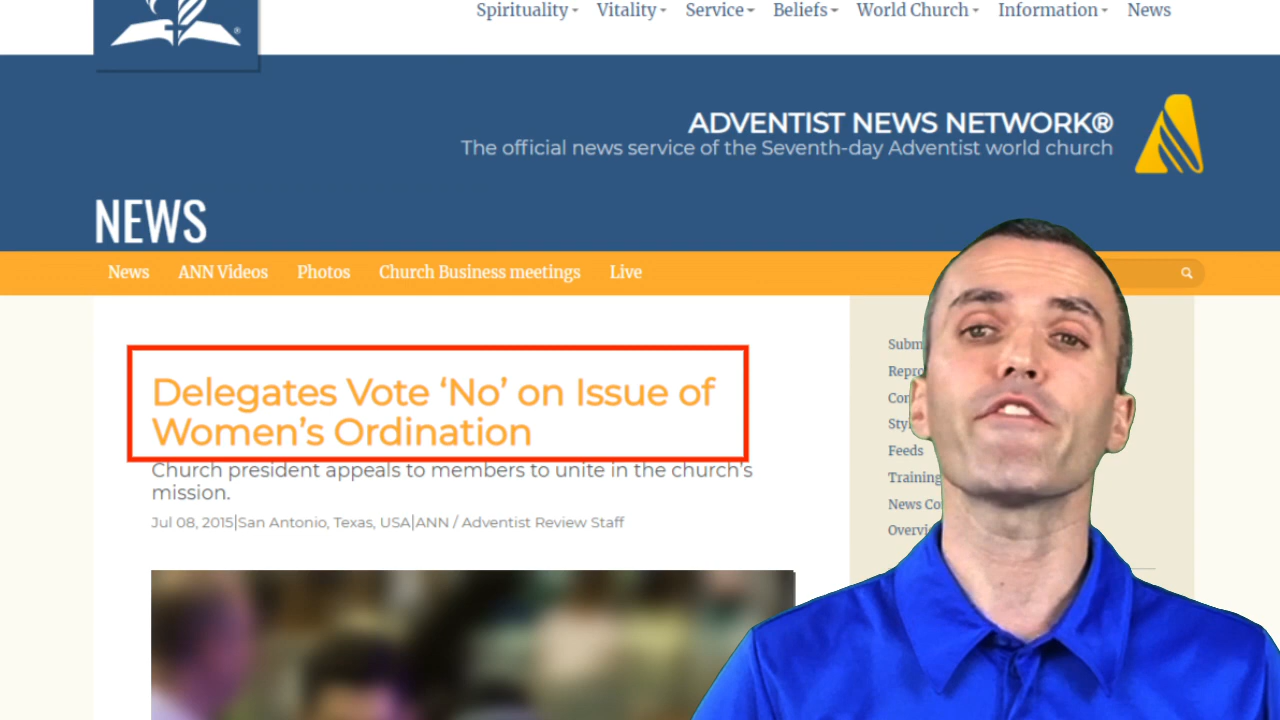 Spirituality Vitality Service Beliefs World Church Information News
®
ADVENTIST NEWS NETWORK®
The official news service of the Seventh-day Adventist world church
NEWS
News ANN Videos Photos Church Business meetings Live
Delegates Vote ‘No’ on Issue of
Women’s Ordination
Church president appeals to members to unite in the church’s
mission.
Jul 08, 2015|San Antonio, Texas, USA|ANN / Adventist Review Staff
Feeds
Training
News